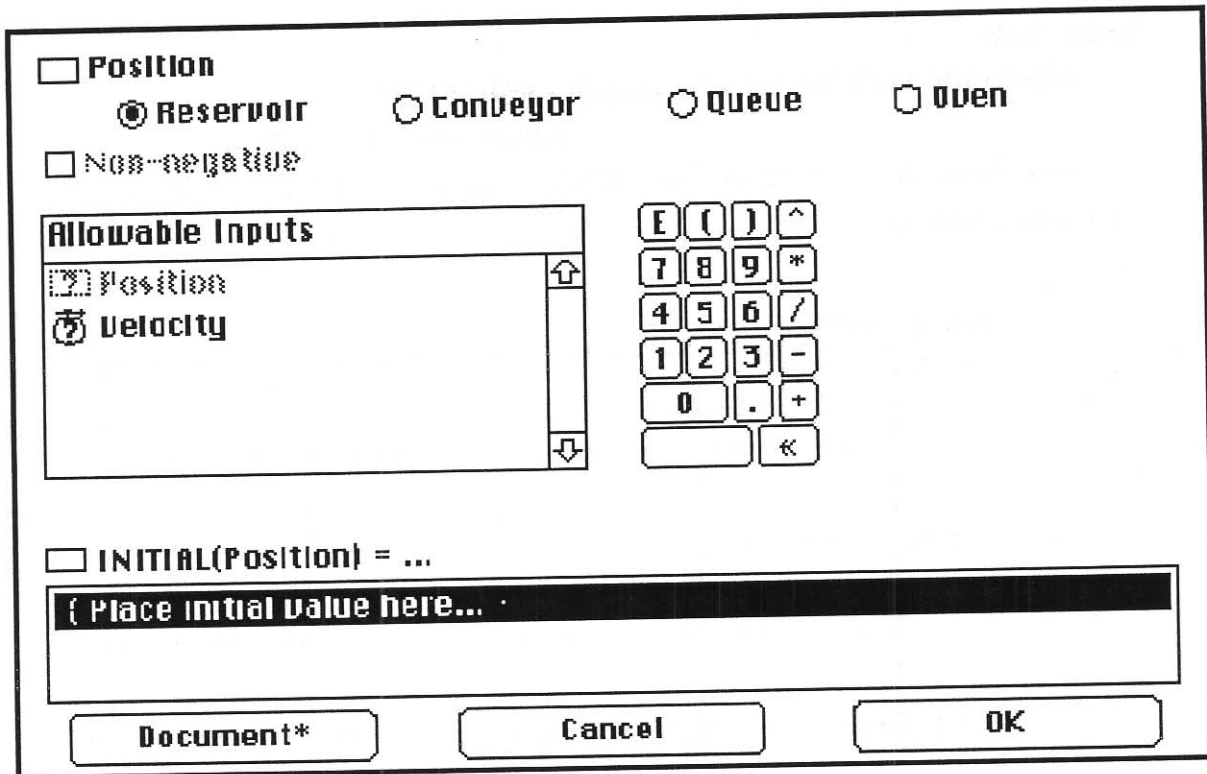 Position
Reservoir Conveyor Queue Oven
Non-negative
Allowable Inputs
? Position
? Velocity
E ( ) ^
7 8 9 *
4 5 6 /
1 2 3 -
0 . +
«
INITIAL(Position) = ...
{ Place initial value here...
Document* Cancel OK